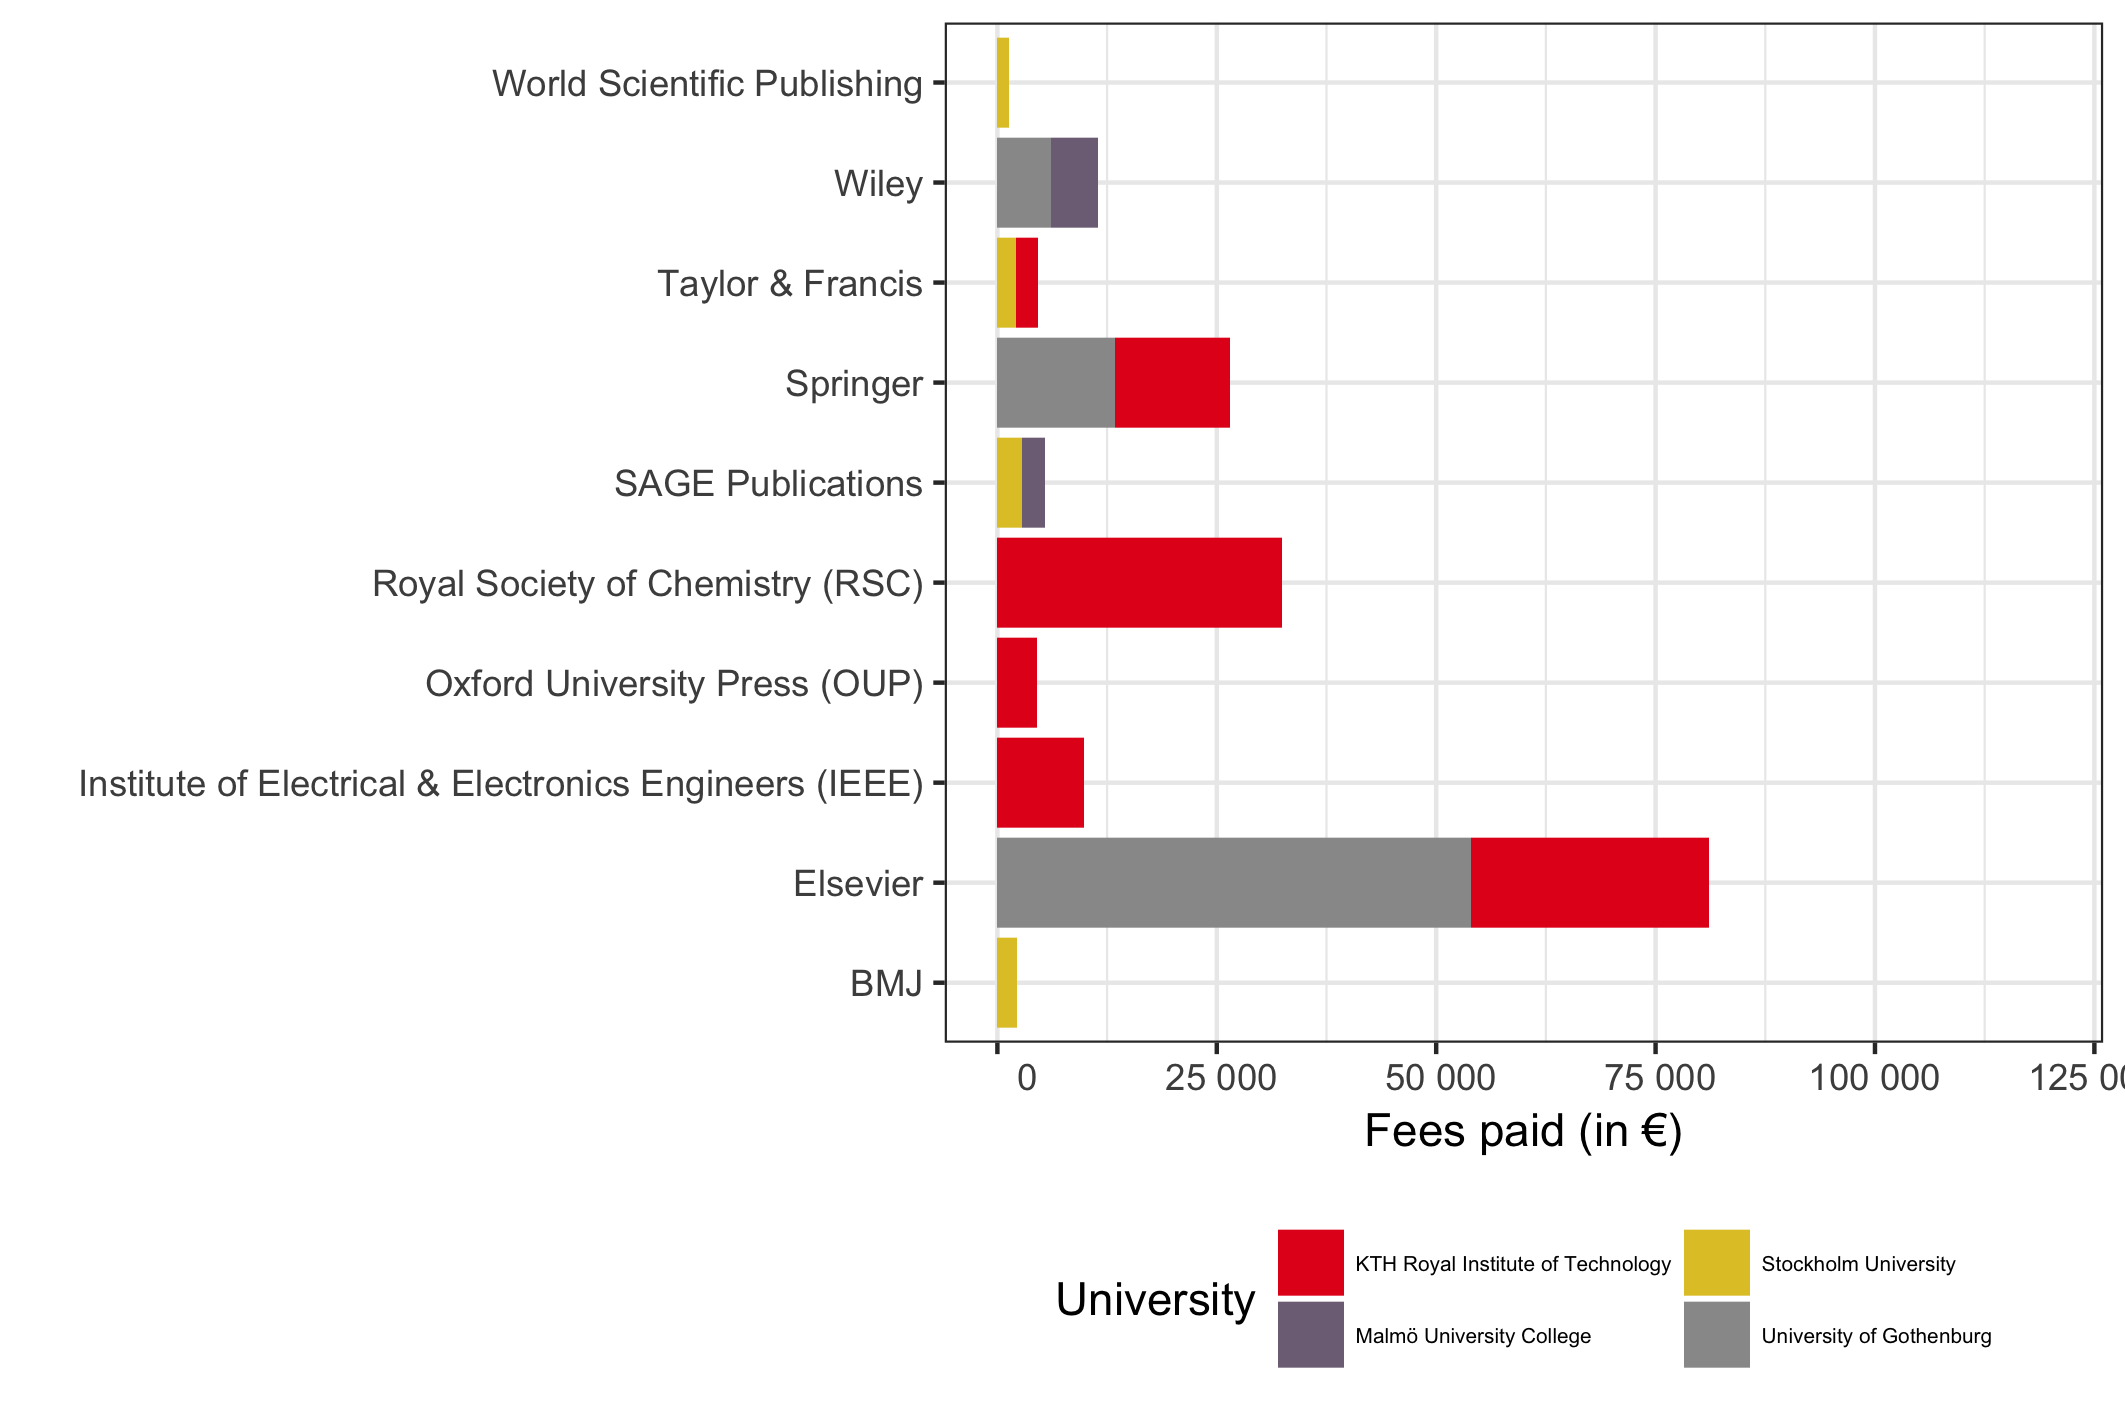 World Scientific Publishing
Wiley
Taylor & Francis
Springer
SAGE Publications
Royal Society of Chemistry (RSC)
Oxford University Press (OUP)
Institute of Electrical & Electronics Engineers (IEEE)
Elsevier
BMJ
0 25 000 50 000 75 000 100 000 125 0
Fees paid (in €)
University
KTH Royal Institute of Technology
Stockholm University
Malmö University College
University of Gothenburg